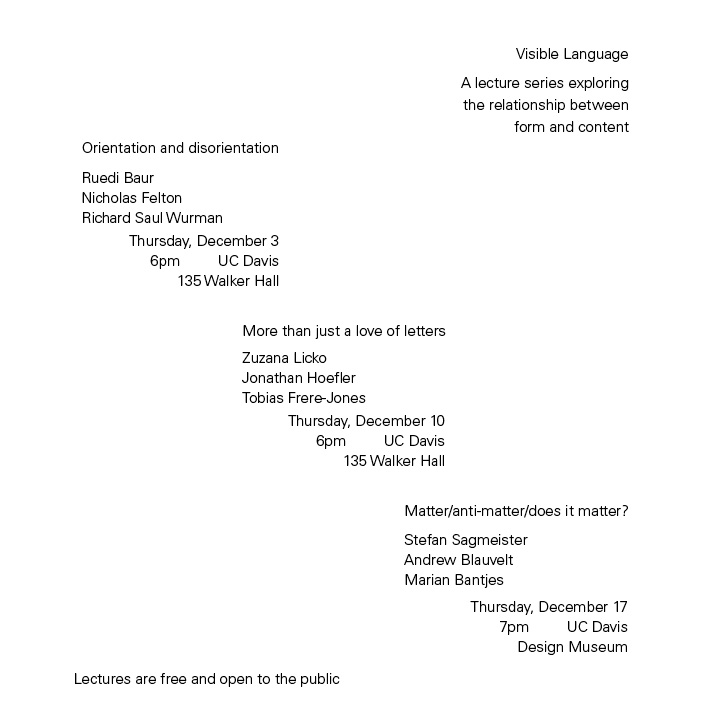 Visible Language
A lecture series exploring
the relationship between
form and content
Orientation and disorientation
Ruedi Baur
Nicholas Felton
Richard Saul Wurman
Thursday, December 3
6pm UC Davis
135 Walker Hall
More than just a love of letters
Zuzana Licko
Jonathan Hoefler
Tobias Frere-Jones
Thursday, December 10
6pm UC Davis
135 Walker Hall
Matter/anti-matter/does it matter?
Stefan Sagmeister
Andrew Blauvelt
Marian Bantjes
Thursday, December 17
7pm UC Davis
Design Museum
Lectures are free and open to the public